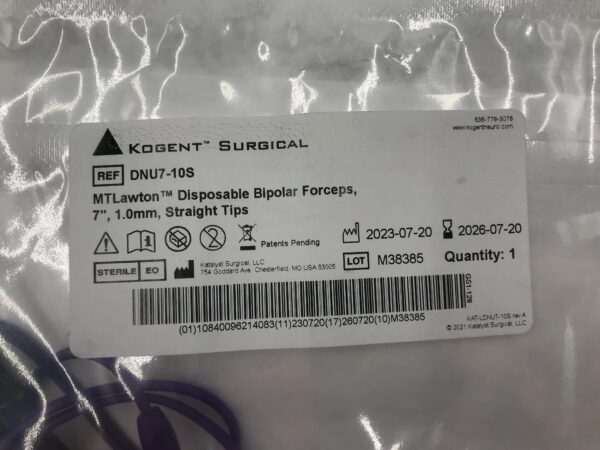 636-778-3078
www.kogentneuro.com
KOGENT™ SURGICAL
REF DNU7-10S
MTLawton™ Disposable Bipolar Forceps,
7", 1.0mm, Straight Tips
Patents Pending
2023-07-20 2026-07-20
STERILE EO
Katalyst Surgical, LLC
754 Goddard Ave. Chesterfield, MO USA 63005
LOT M38385 Quantity: 1
GS1-128
(01)10840096214083(11)230720(17)260720(10)M38385
KAT-LDNU7-10S rev A
© 2021 Katalyst Surgical, LLC